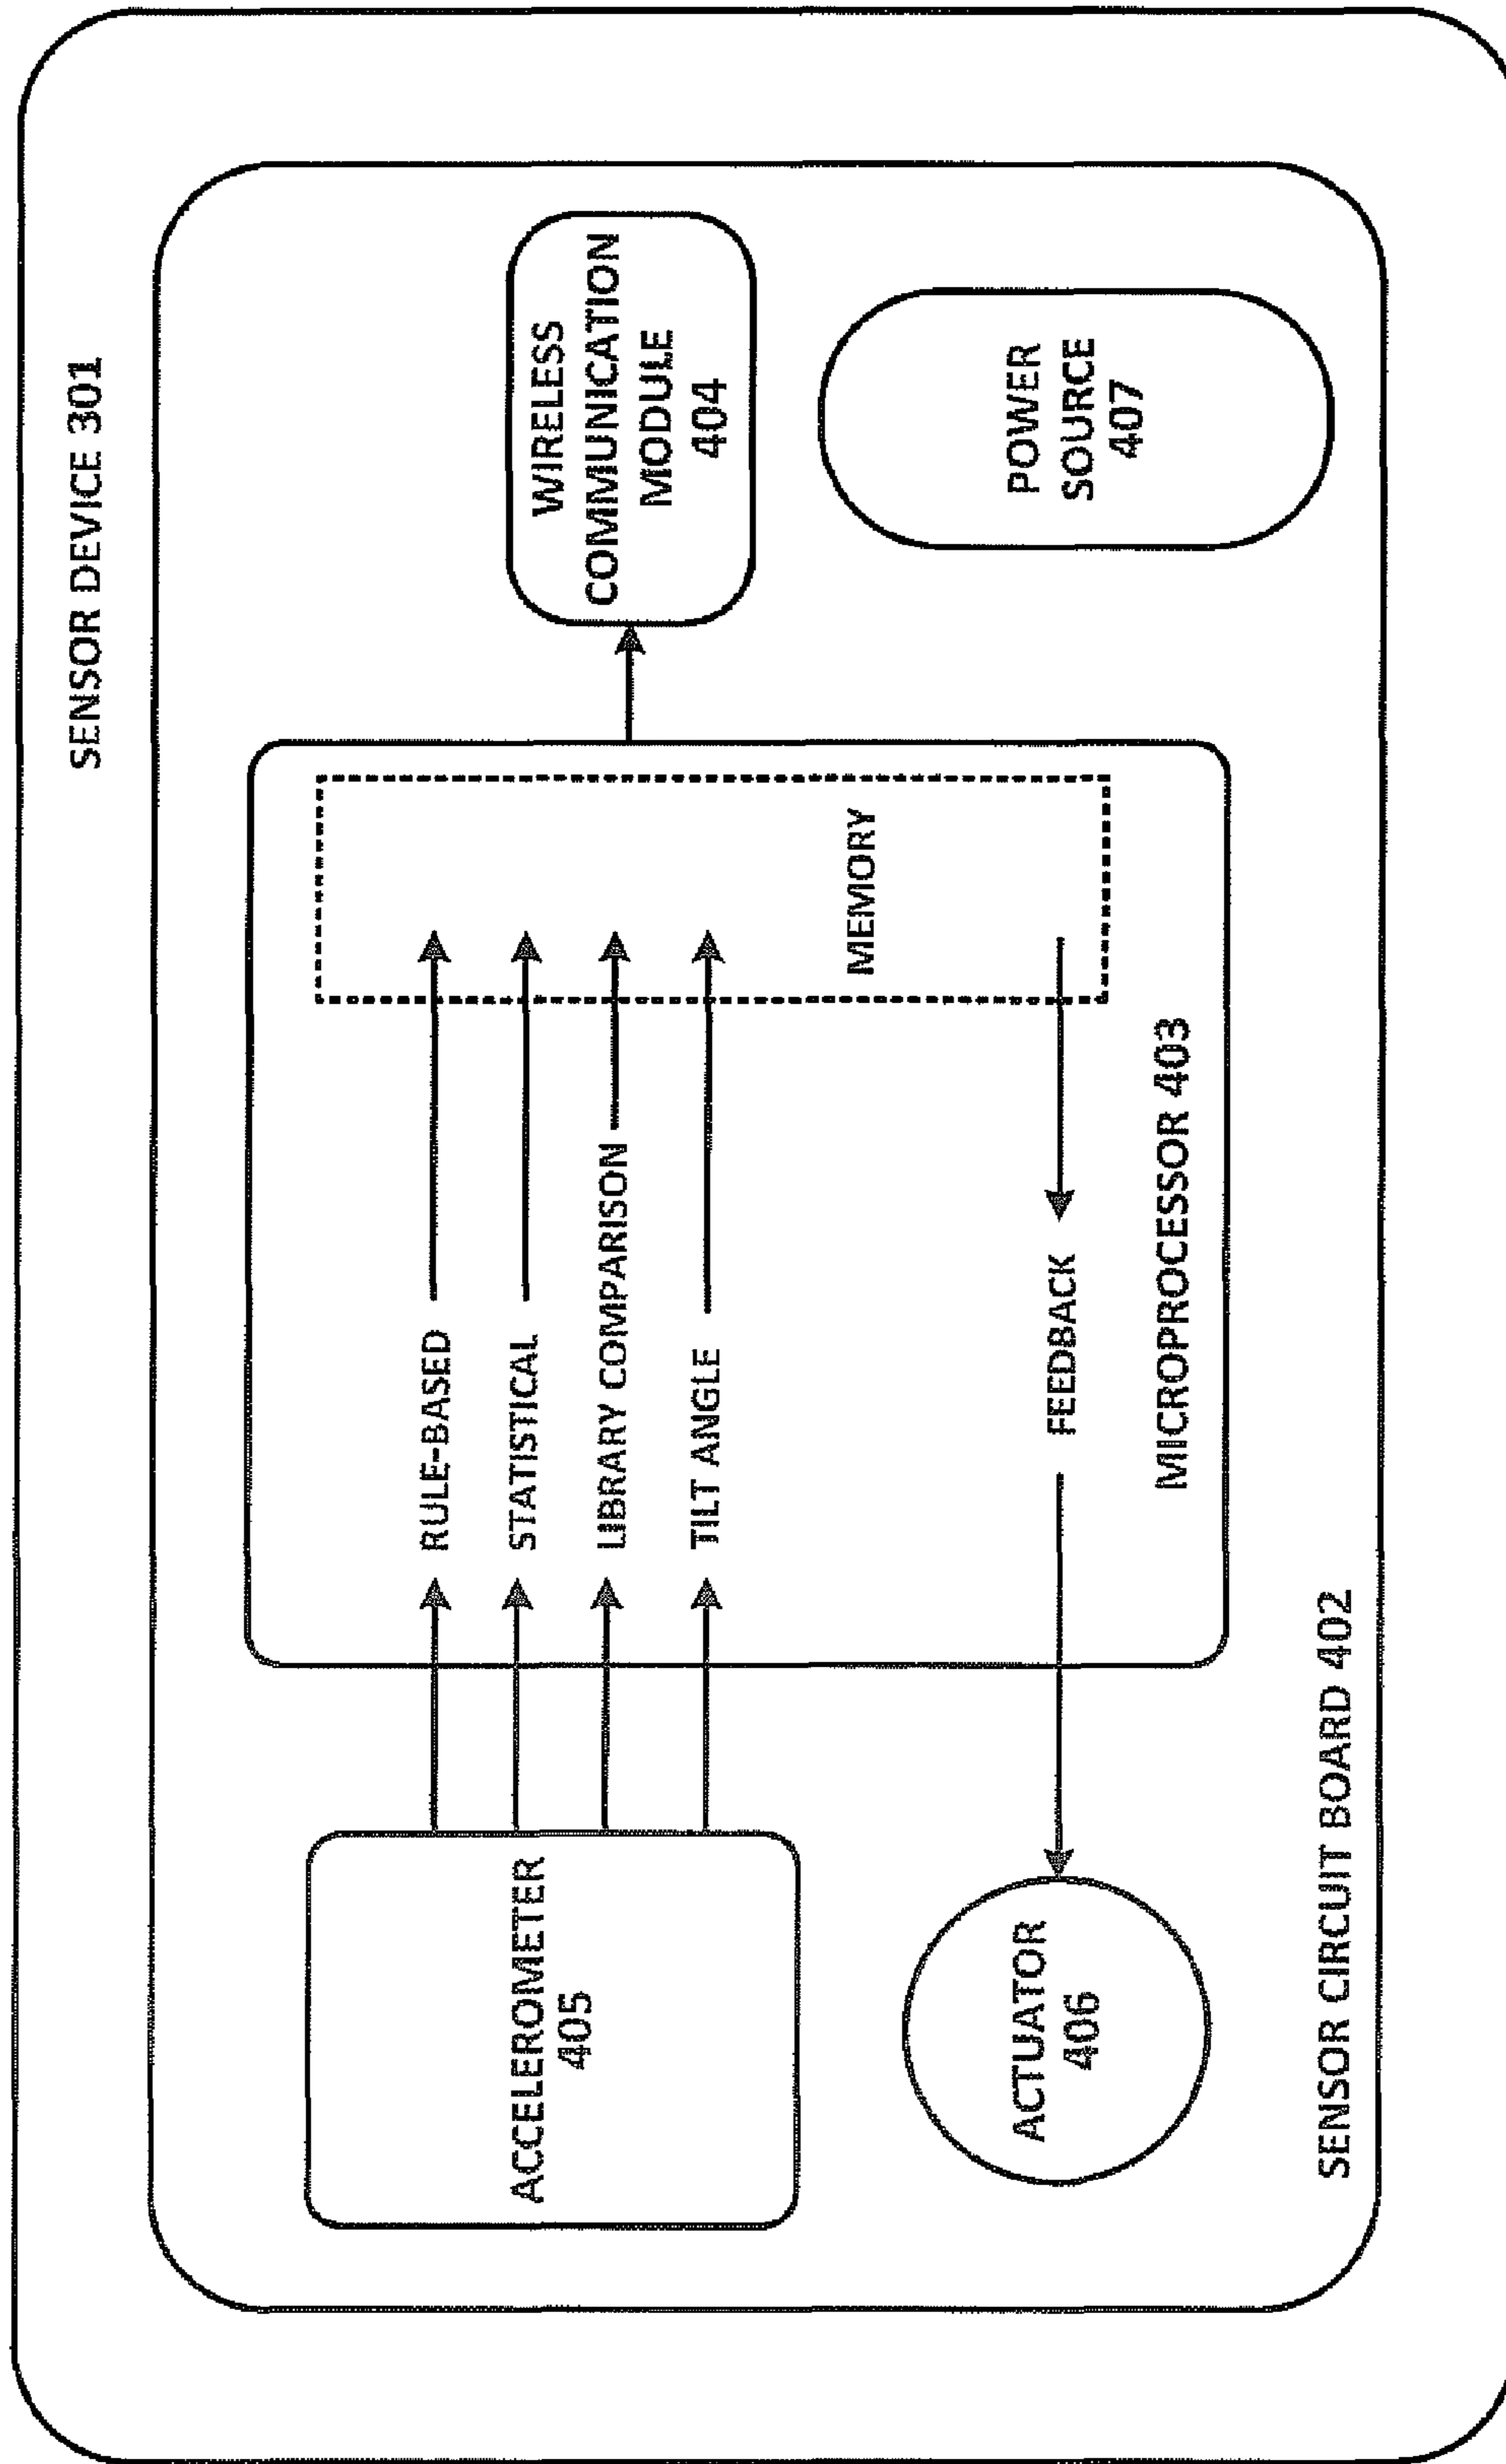 SENSOR DEVICE 301
ACCELEROMETER
405
RULE-BASED
STATISTICAL
LIBRARY COMPARISON
TILT ANGLE
MEMORY
WIRELESS
COMMUNICATION
MODULE
404
ACTUATOR
406
FEEDBACK
POWER
SOURCE
407
MICROPROCESSOR 403
SENSOR CIRCUIT BOARD 402